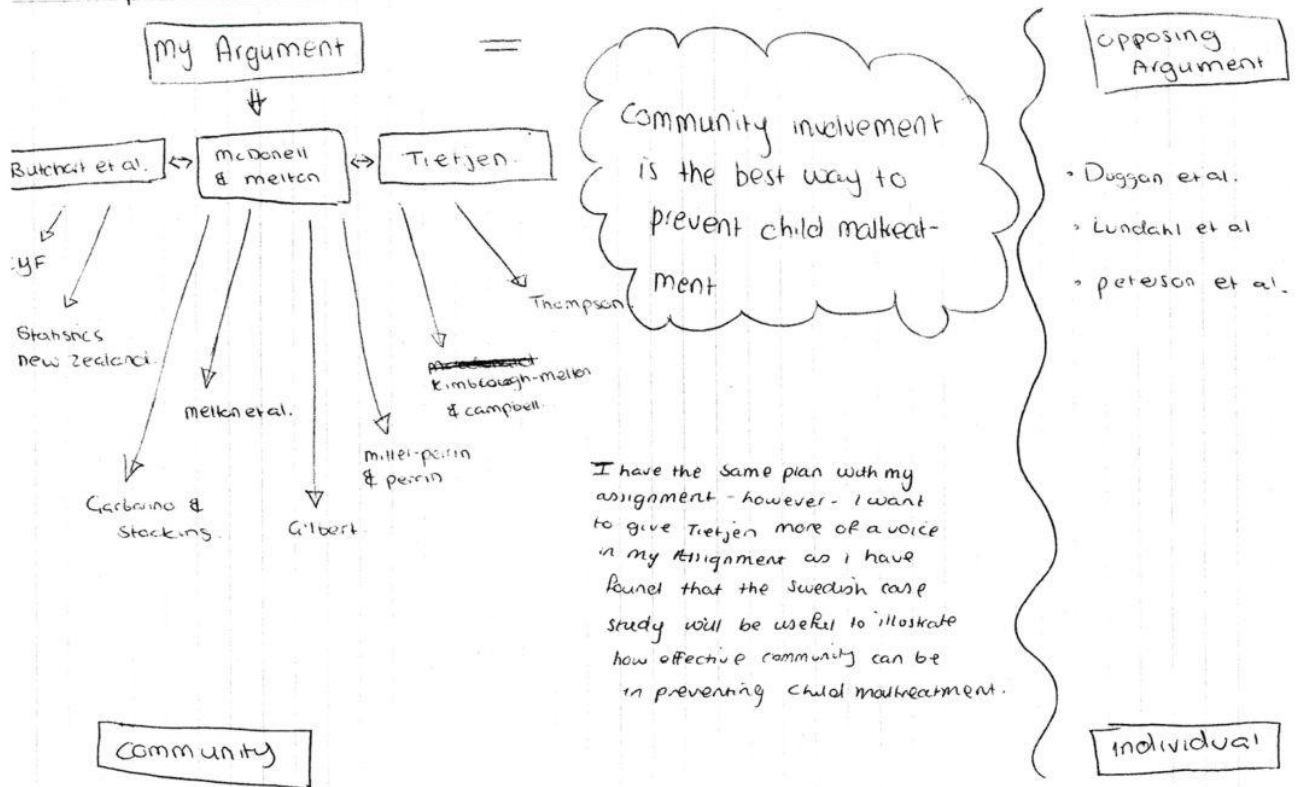 My Argument
=
Opposing
Argument
Community involvement
is the best way to
prevent child maltreat-
ment
Butchart et al.
McDonell
& melton
Tietjen.
• Duggan et al.
• Lundahl et al
• peterson et al.
CYF
Statistics
new Zealand.
Thompson.
Kimbrough-melton
& campbell.
melton et al.
miller-perrin
& perrin
Garbarino &
Stocking.
Gilbert.
I have the same plan with my
assignment - however - I want
to give Tietjen more of a voice
in my Assignment as i have
found that the Swedish case
study will be useful to illostrate
how effective community can be
in preventing child maltreatment.
Community
individual